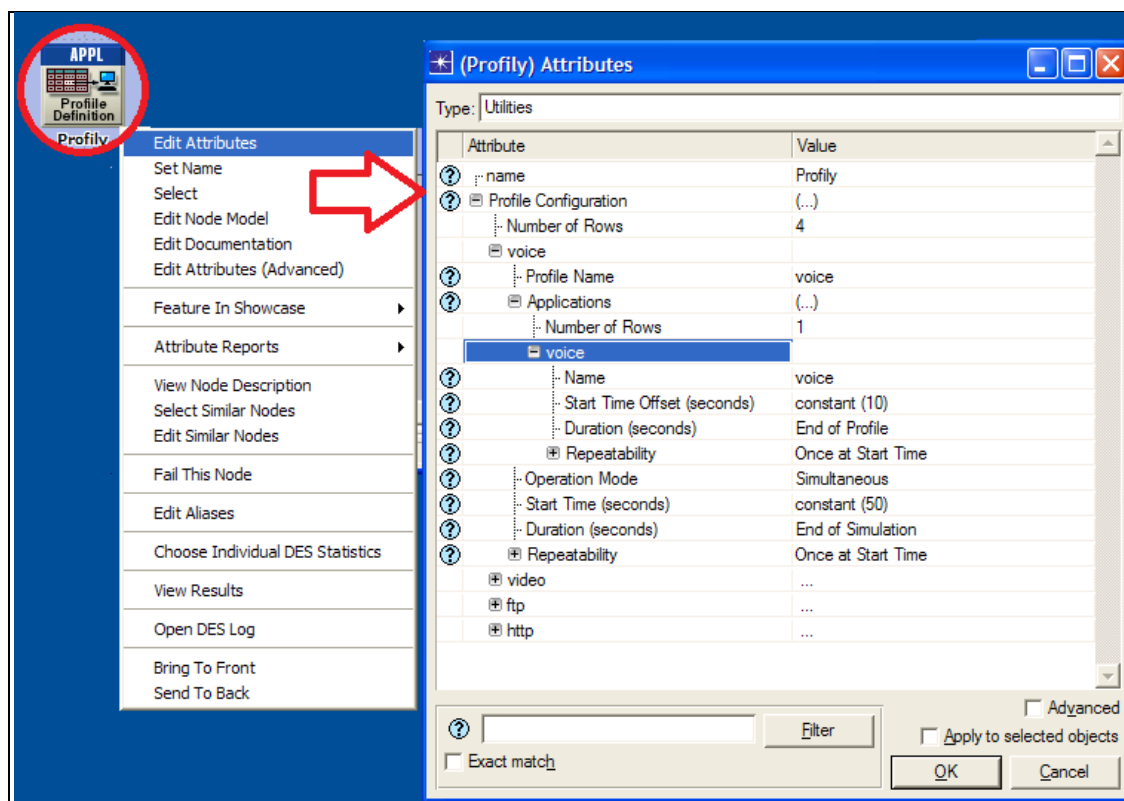 APPL
Profile
Definition
Profily
Edit Attributes
Set Name
Select
Edit Node Model
Edit Documentation
Edit Attributes (Advanced)
Feature In Showcase
Attribute Reports
View Node Description
Select Similar Nodes
Edit Similar Nodes
Fail This Node
Edit Aliases
Choose Individual DES Statistics
View Results
Open DES Log
Bring To Front
Send To Back
(Profily) Attributes
Type: Utilities
Attribute Value
name Profily
Profile Configuration (...)
Number of Rows 4
voice
Profile Name voice
Applications (...)
Number of Rows 1
voice
Name voice
Start Time Offset (seconds) constant (10)
Duration (seconds) End of Profile
Repeatability Once at Start Time
Operation Mode Simultaneous
Start Time (seconds) constant (50)
Duration (seconds) End of Simulation
Repeatability Once at Start Time
video ...
ftp ...
http ...
Advanced
Filter
Apply to selected objects
Exact match
OK Cancel